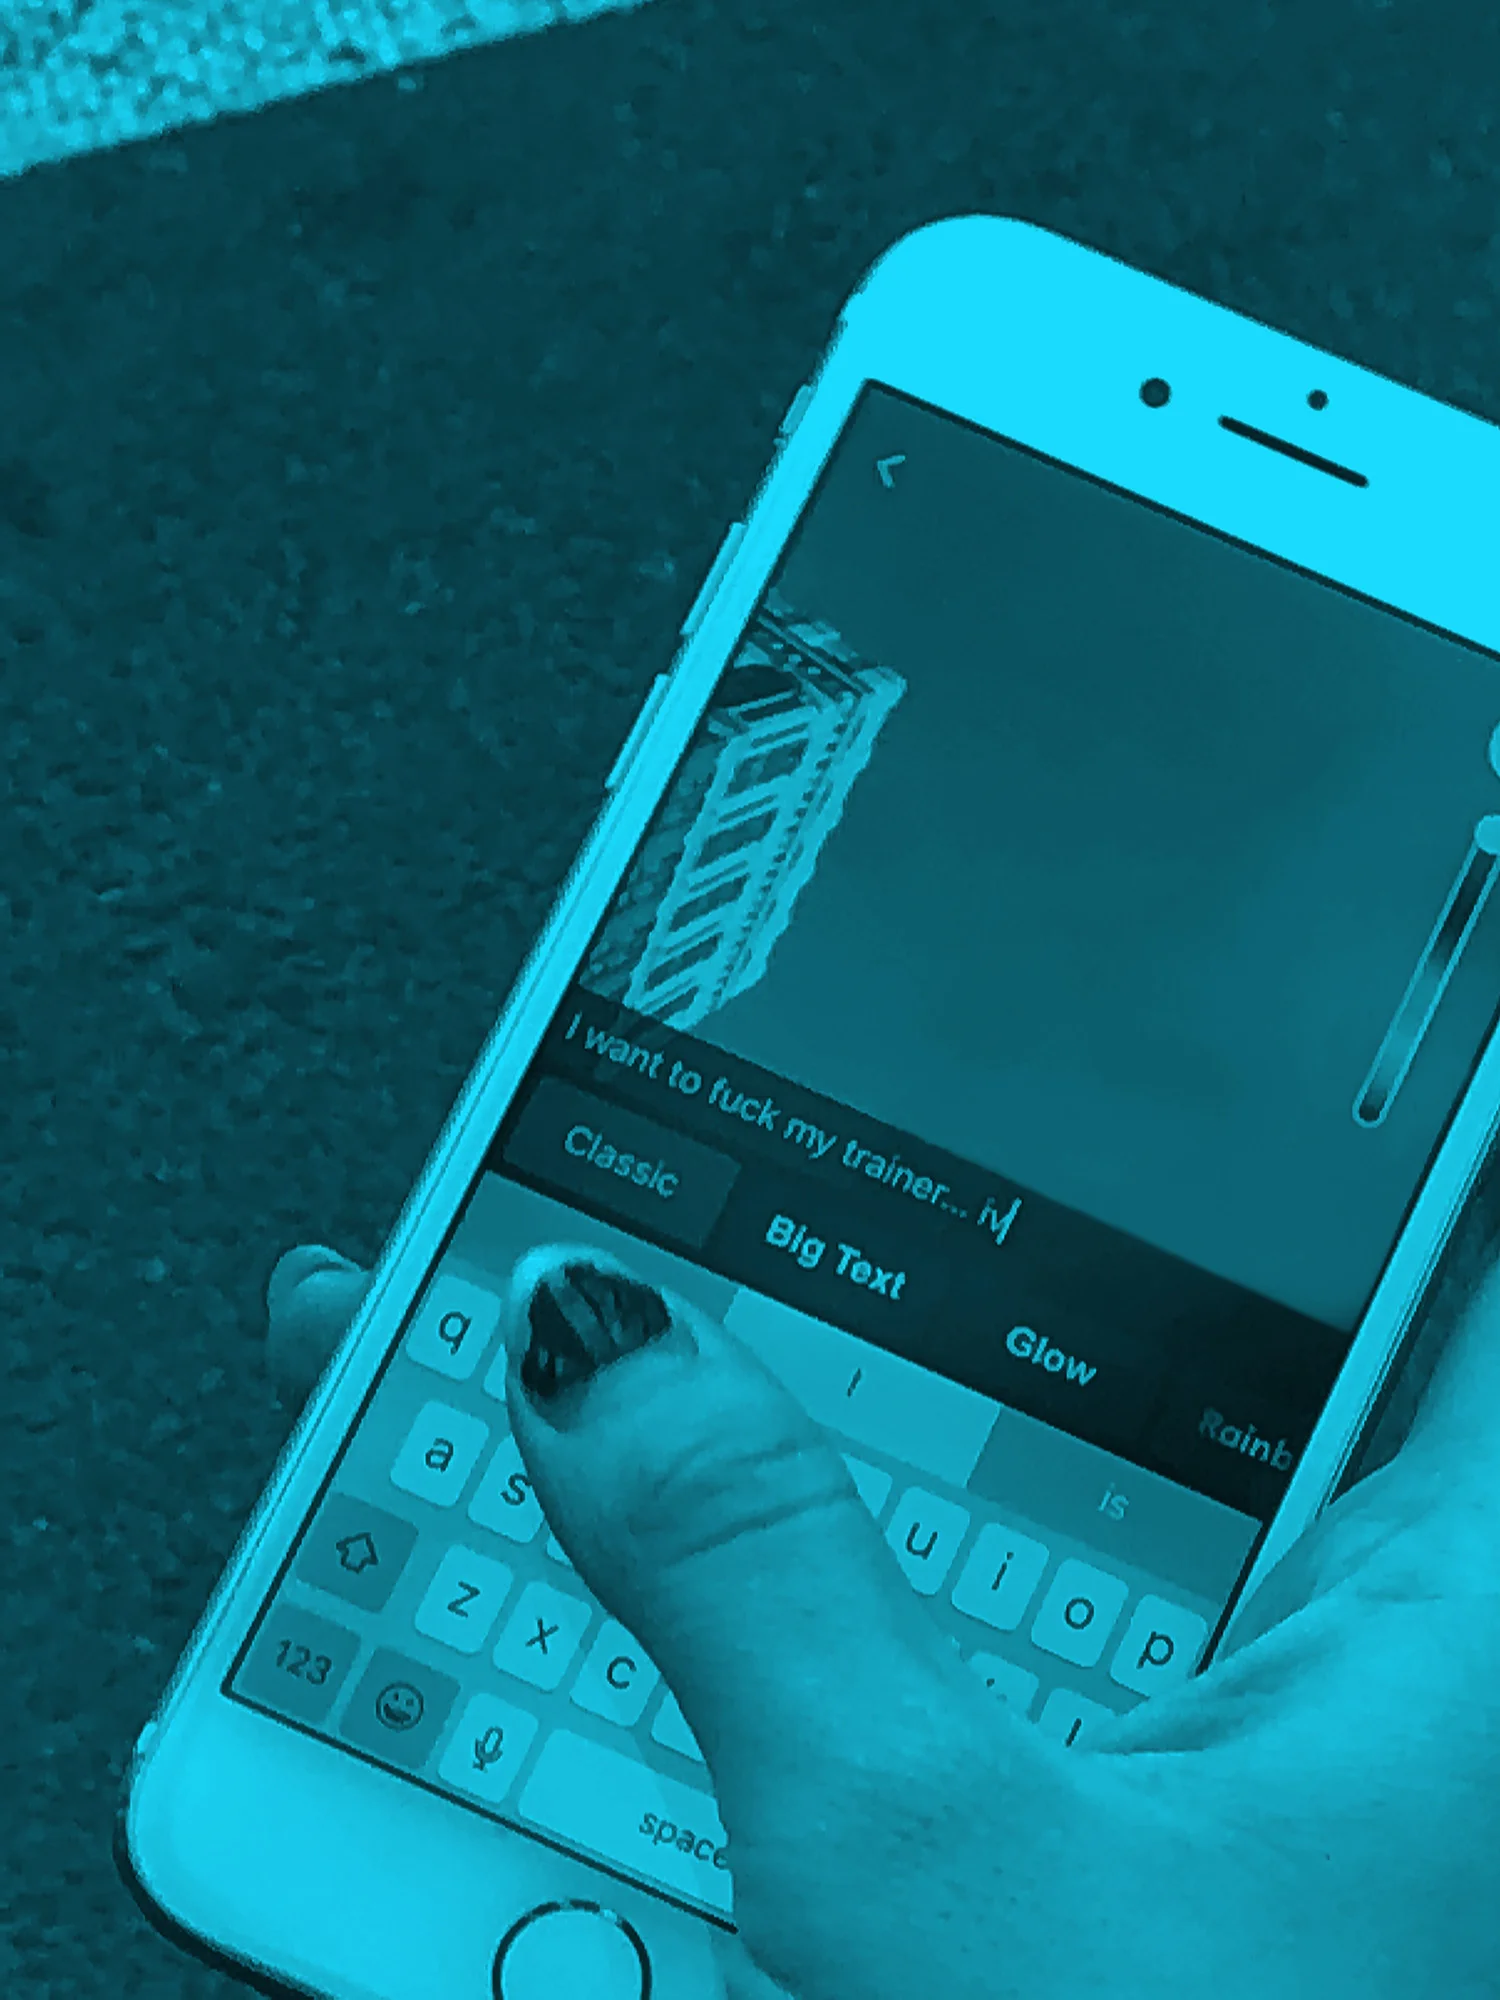 I want to fuck my trainer... iv
Classic
Big Text
Glow
Rainb
I
is
q
u
i
o
p
a
s
l
z
x
c
123
space